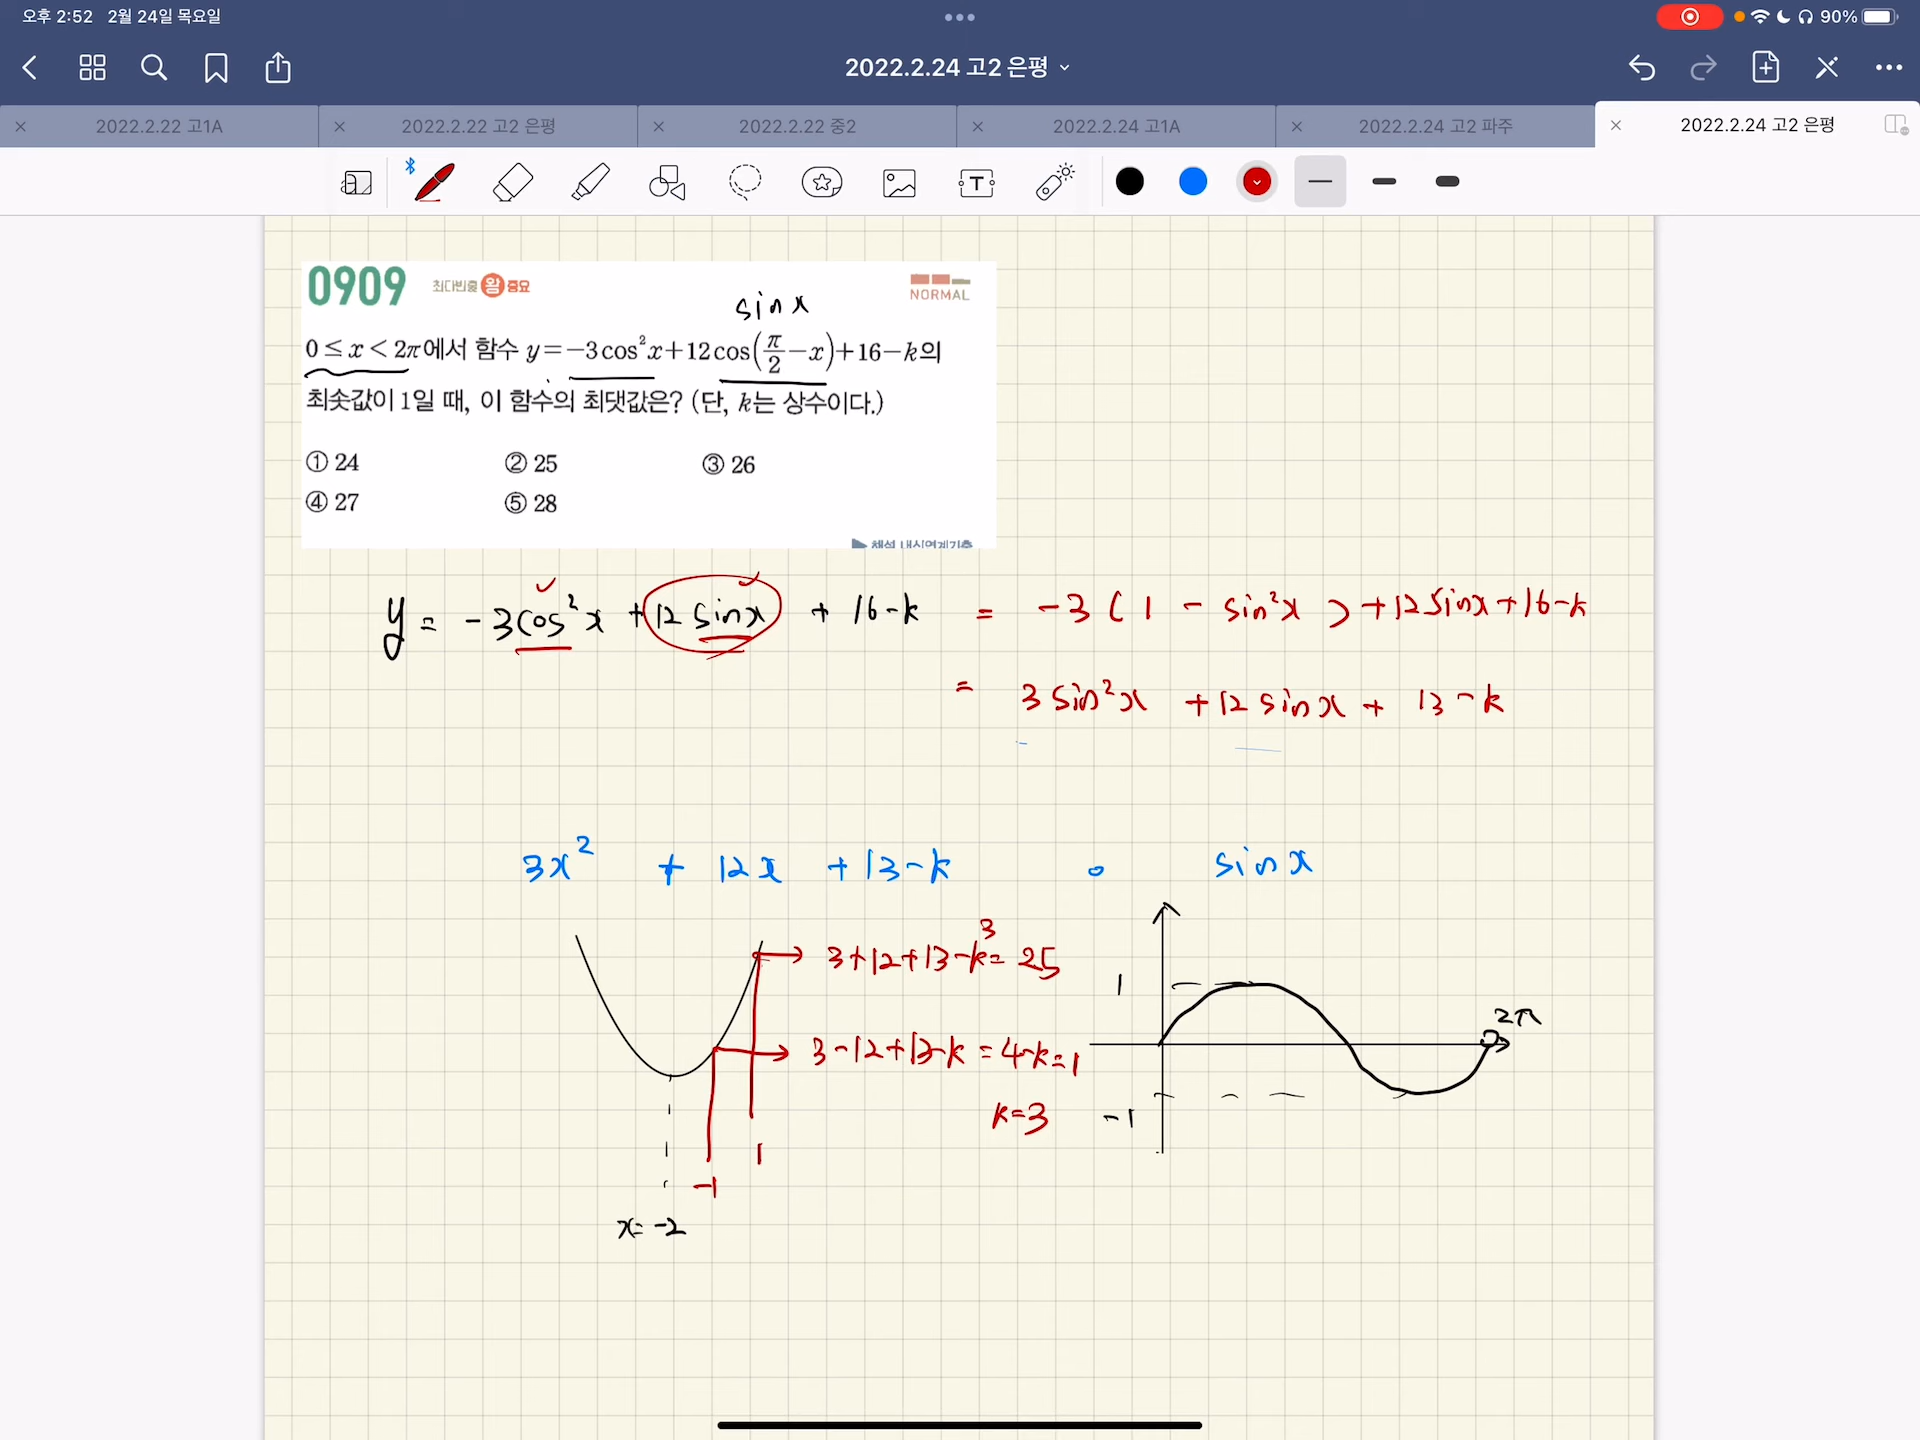 오후 2:52 2월 24일 목요일
90%
2022.2.24 고2 은평
2022.2.22 고1A
2022.2.22 고2 은평
2022.2.22 중2
2022.2.24 고1A
2022.2.24 고2 파주
2022.2.24 고2 은평
0909 최다빈출 왕 중요
NORMAL
sin x
0≤x<2π에서 함수 y=-3cos²x+12cos(π/2-x)+16-k의
최솟값이 1일 때, 이 함수의 최댓값은? (단, k는 상수이다.)
① 24 ② 25 ③ 26
④ 27 ⑤ 28
y = -3cos²x + 12 sin x + 16-k = -3(1 - sin²x) + 12 sin x + 16-k
= 3 sin²x + 12 sin x + 13-k
3x² + 12x + 13-k ∘ sin x
3
3+12+13-k= 25
1
2π
3-12+13-k = 4-k=1
k=3
-1
1
-1
x=-2